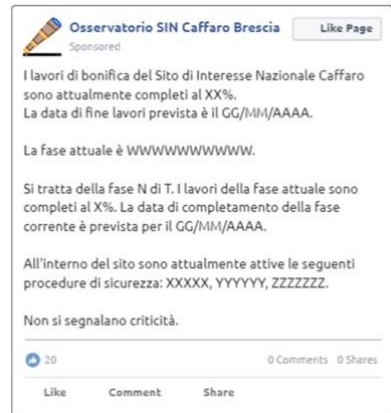 Osservatorio SIN Caffaro Brescia
Like Page
Sponsored
I lavori di bonifica del Sito di Interesse Nazionale Caffaro
sono attualmente completi al XX%.
La data di fine lavori prevista è il GG/MM/AAAA.
La fase attuale è WWWWWWWWWW.
Si tratta della fase N di T. I lavori della fase attuale sono
completi al X%. La data di completamento della fase
corrente è prevista per il GG/MM/AAAA.
All'interno del sito sono attualmente attive le seguenti
procedure di sicurezza: XXXXX, YYYYYY, ZZZZZZZ.
Non si segnalano criticità.
20
0 Comments 0 Shares
Like Comment Share